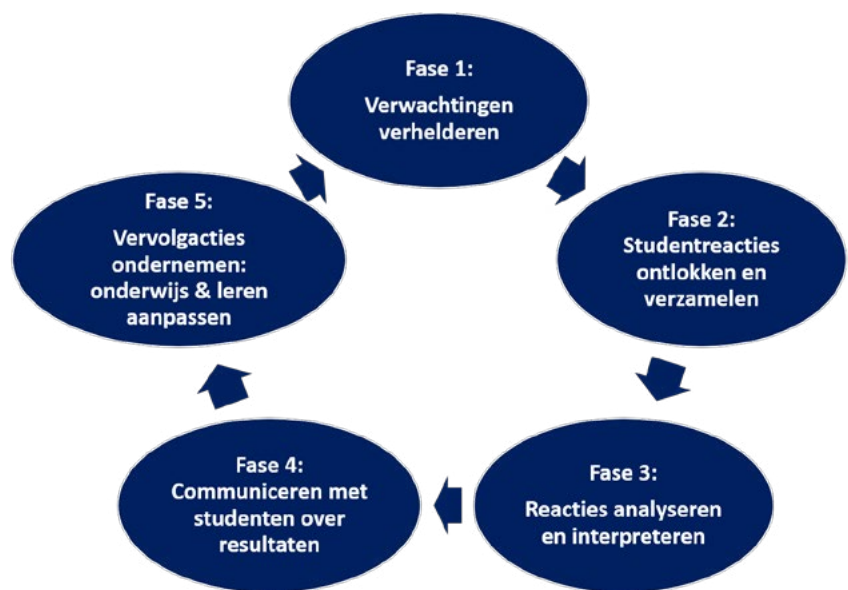 Fase 1:
Verwachtingen
verhelderen
Fase 2:
Studentreacties
ontlokken en
verzamelen
Fase 3:
Reacties analyseren
en interpreteren
Fase 4:
Communiceren met
studenten over
resultaten
Fase 5:
Vervolgacties
ondernemen:
onderwijs & leren
aanpassen